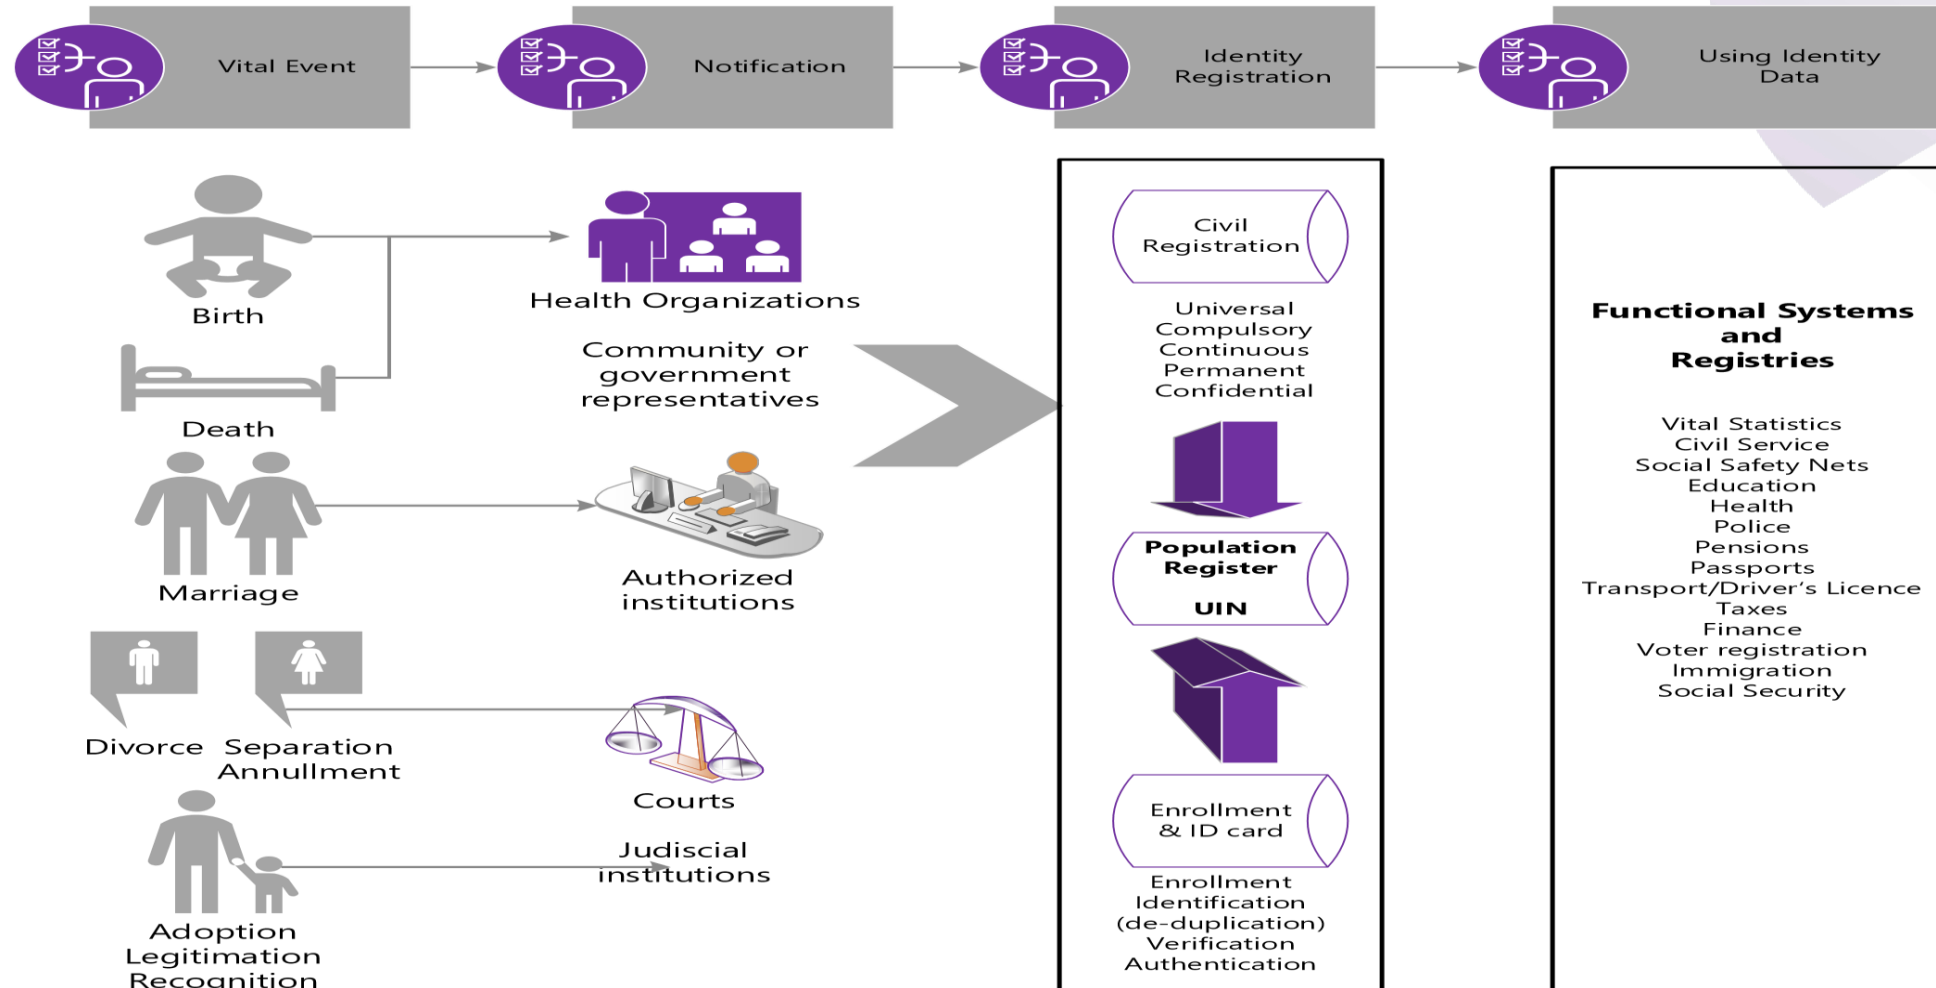 Vital Event
Notification
Identity
Registration
Using Identity
Data
Birth
Death
Marriage
Divorce
Separation
Annullment
Adoption
Legitimation
Recognition
Health Organizations
Community or
government
representatives
Authorized
institutions
Courts
Judiscial
institutions
Civil
Registration
Universal
Compulsory
Continuous
Permanent
Confidential
Population
Register
UIN
Enrollment
& ID card
Enrollment
Identification
(de-duplication)
Verification
Authentication
Functional Systems
and
Registries
Vital Statistics
Civil Service
Social Safety Nets
Education
Health
Police
Pensions
Passports
Transport/Driver’s Licence
Taxes
Finance
Voter registration
Immigration
Social Security